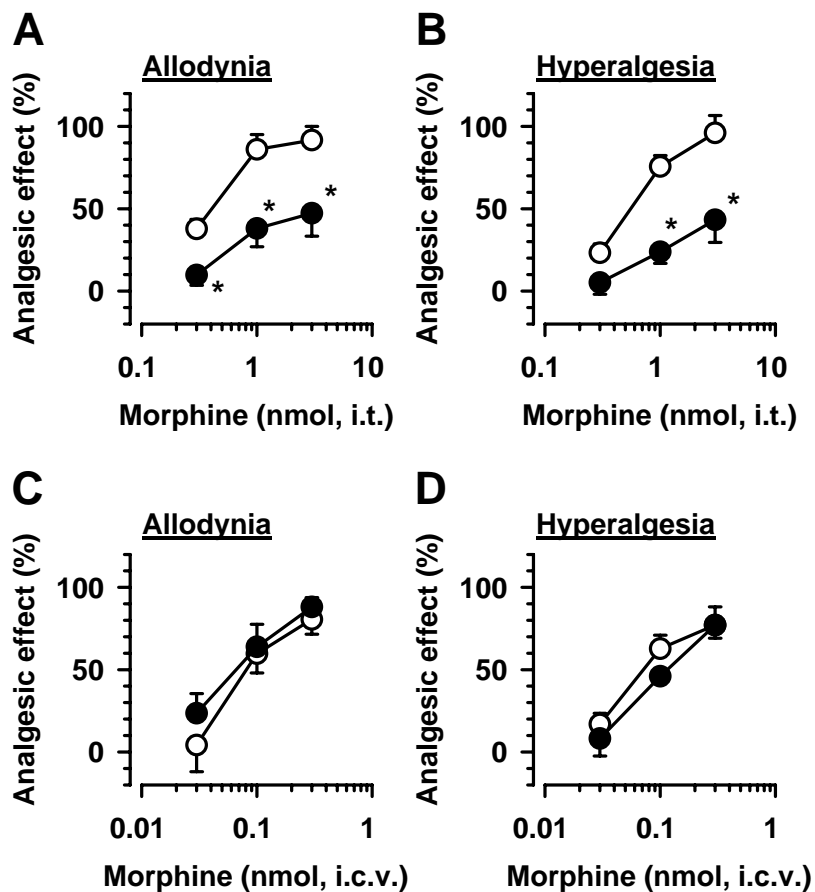 A
B
Allodynia
Hyperalgesia
Analgesic effect (%)
100
50
0
*
*
*
0.1
1
10
Morphine (nmol, i.t.)
Analgesic effect (%)
100
50
0
*
*
0.1
1
10
Morphine (nmol, i.t.)
C
D
Allodynia
Hyperalgesia
Analgesic effect (%)
100
50
0
0.01
0.1
1
Morphine (nmol, i.c.v.)
Analgesic effect (%)
100
50
0
0.01
0.1
1
Morphine (nmol, i.c.v.)